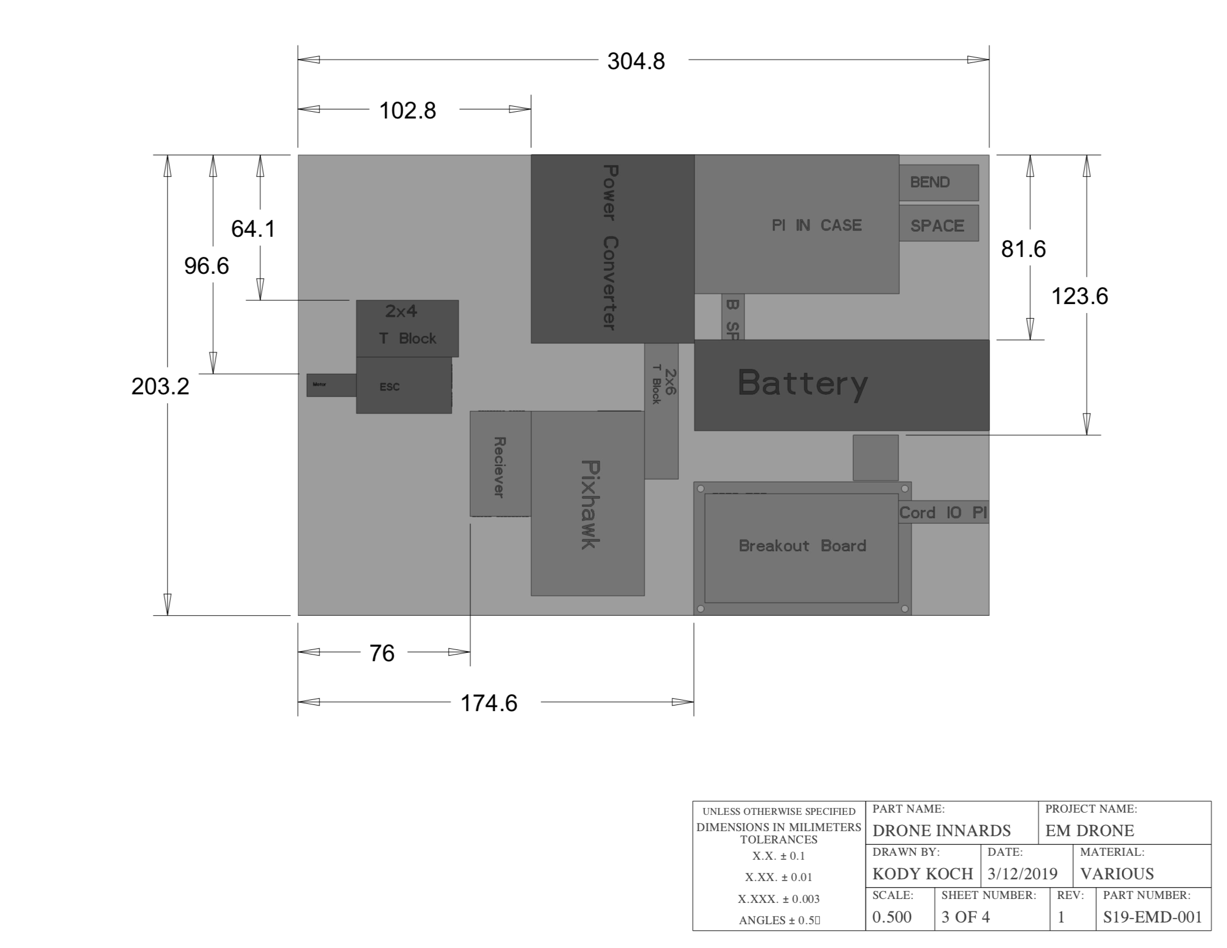 304.8
102.8
64.1
96.6
203.2
81.6
123.6
Power Converter
PI IN CASE
BEND
SPACE
B SP
2x4
T Block
ESC
Motor
2x6
T Block
Battery
Reciever
Pixhawk
Cord IO PI
Breakout Board
76
174.6
UNLESS OTHERWISE SPECIFIED
DIMENSIONS IN MILIMETERS
TOLERANCES
X.X. ± 0.1
X.XX. ± 0.01
X.XXX. ± 0.003
ANGLES ± 0.5▯
PART NAME:
DRONE INNARDS
PROJECT NAME:
EM DRONE
DRAWN BY:
KODY KOCH
DATE:
3/12/2019
MATERIAL:
VARIOUS
SCALE:
0.500
SHEET NUMBER:
3 OF 4
REV:
1
PART NUMBER:
S19-EMD-001